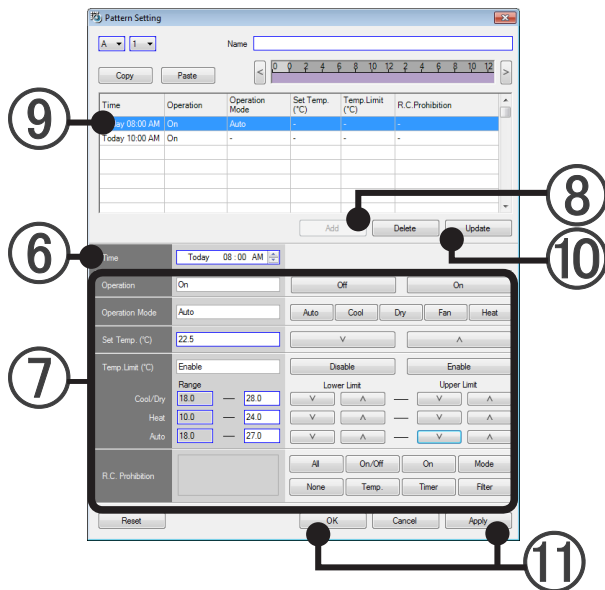 Pattern Setting
A 1 Name
Copy Paste < 0 0 2 4 6 8 10 12 2 4 6 8 10 12 >
Time Operation Operation Mode Set Temp. (°C) Temp.Limit (°C) R.C.Prohibition
08:00 AM On Auto - - -
Today 10:00 AM On - - - -
Add Delete Update
Time Today 08:00 AM
Operation On Off On
Operation Mode Auto Auto Cool Dry Fan Heat
Set Temp. (°C) 22.5 ∨ ∧
Temp.Limit (°C) Enable Disable Enable
Range Lower Limit Upper Limit
Cool/Dry 18.0 — 28.0 ∨ ∧ — ∨ ∧
Heat 10.0 — 24.0 ∨ ∧ — ∨ ∧
Auto 18.0 — 27.0 ∨ ∧ — ∨ ∧
R.C. Prohibition All On/Off On Mode
None Temp. Timer Filter
Reset OK Cancel Apply
⑨
⑧
⑥
⑩
⑦
⑪